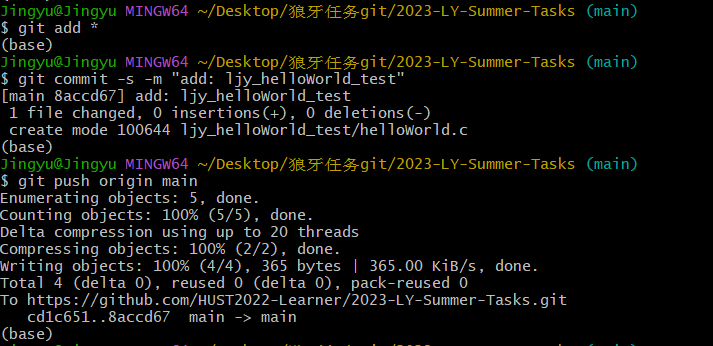 Jingyu@Jingyu MINGW64 ~/Desktop/狼牙任务git/2023-LY-Summer-Tasks (main)
$ git add *
(base)
Jingyu@Jingyu MINGW64 ~/Desktop/狼牙任务git/2023-LY-Summer-Tasks (main)
$ git commit -s -m "add: ljy_helloWorld_test"
[main 8accd67] add: ljy_helloWorld_test
 1 file changed, 0 insertions(+), 0 deletions(-)
 create mode 100644 ljy_helloWorld_test/helloWorld.c
(base)
Jingyu@Jingyu MINGW64 ~/Desktop/狼牙任务git/2023-LY-Summer-Tasks (main)
$ git push origin main
Enumerating objects: 5, done.
Counting objects: 100% (5/5), done.
Delta compression using up to 20 threads
Compressing objects: 100% (2/2), done.
Writing objects: 100% (4/4), 365 bytes | 365.00 KiB/s, done.
Total 4 (delta 0), reused 0 (delta 0), pack-reused 0
To https://github.com/HUST2022-Learner/2023-LY-Summer-Tasks.git
   cd1c651..8accd67  main -> main
(base)